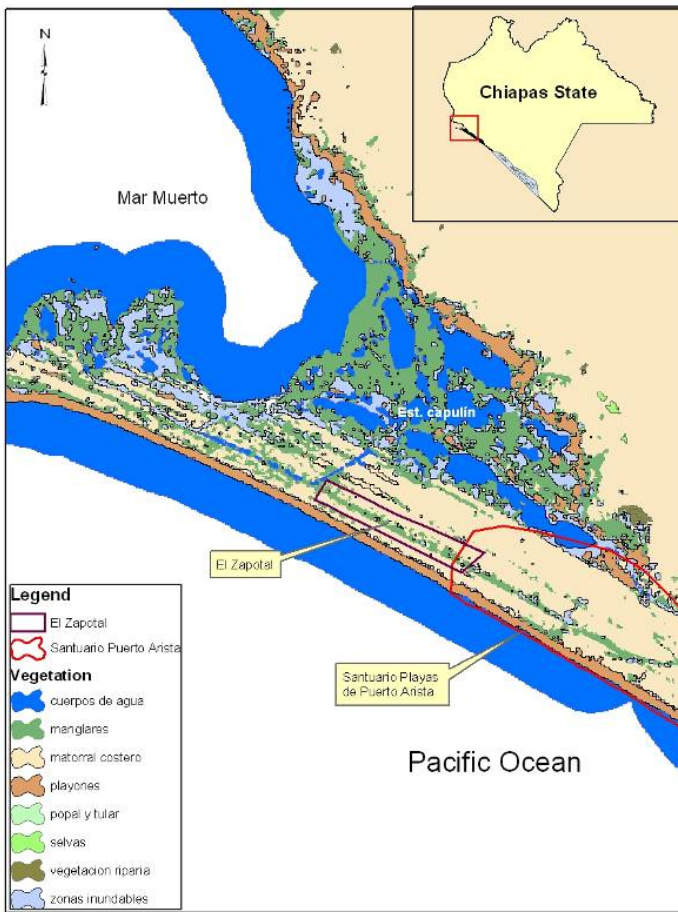 N
Chiapas State
Mar Muerto
Est. capulín
El Zapotal
Santuario Playas
de Puerto Arista
Pacific Ocean
Legend
El Zapotal
Santuario Puerto Arista
Vegetation
cuerpos de agua
manglares
matorral costero
playones
popal y tular
selvas
vegetacion riparia
zonas inundables